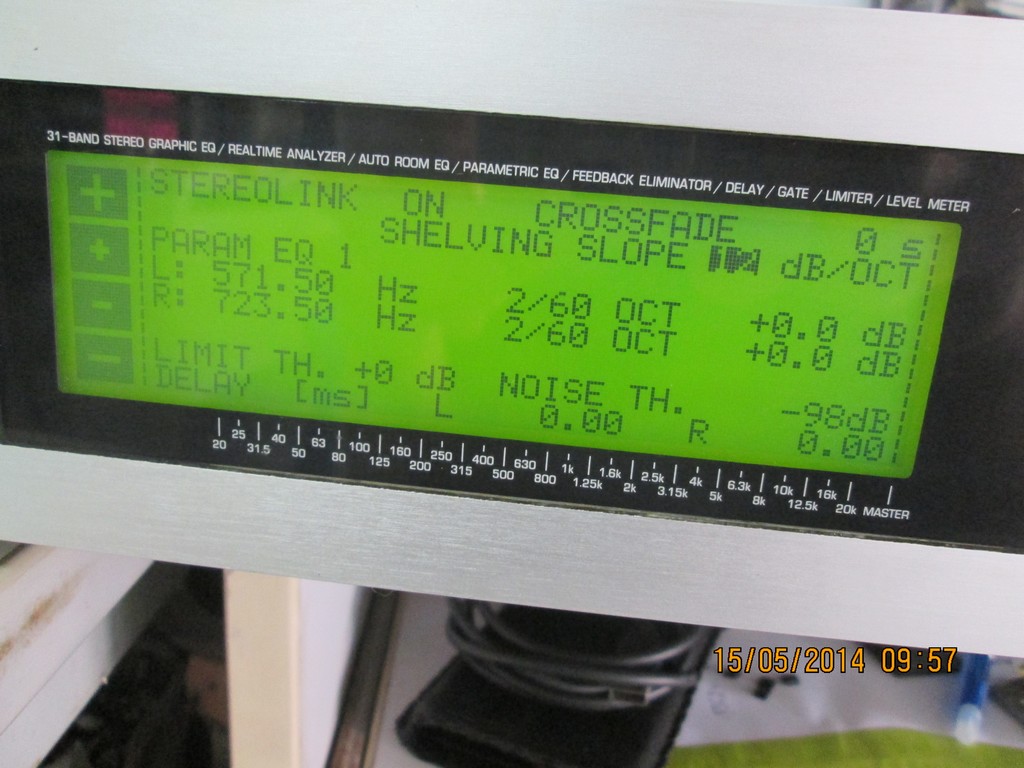 31-BAND STEREO GRAPHIC EQ / REALTIME ANALYZER / AUTO ROOM EQ / PARAMETRIC EQ / FEEDBACK ELIMINATOR / DELAY / GATE / LIMITER / LEVEL METER
STEREOLINK ON CROSSFADE 0 s
PARAM EQ 1 SHELVING SLOPE dB/OCT
L: 571.50 Hz 2/60 OCT +0.0 dB
R: 723.50 Hz 2/60 OCT +0.0 dB
LIMIT TH. +0 dB NOISE TH. -98dB
DELAY [ms] L 0.00 R 0.00
25 40 63 100 160 250 400 630 1k 1.6k 2.5k 4k 6.3k 10k 16k
20 31.5 50 80 125 200 315 500 800 1.25k 2k 3.15k 5k 8k 12.5k 20k MASTER
15/05/2014 09:57